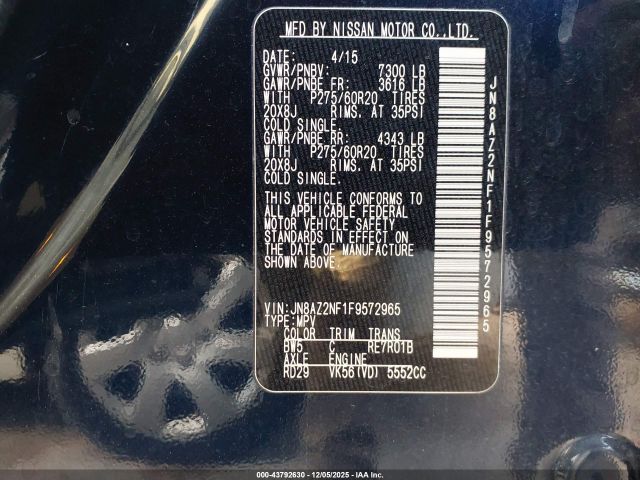 MFD BY NISSAN MOTOR CO.,LTD.
DATE: 4/15
GVWR/PNBV: 7300 LB
GAWR/PNBE FR: 3616 LB
WITH P275/60R20 TIRES
20X8J RIMS. AT 35PSI
COLD SINGLE.
GAWR/PNBE RR: 4343 LB
WITH P275/60R20 TIRES
20X8J RIMS. AT 35PSI
COLD SINGLE.
THIS VEHICLE CONFORMS TO
ALL APPLICABLE FEDERAL
MOTOR VEHICLE SAFETY
STANDARDS IN EFFECT ON
THE DATE OF MANUFACTURE
SHOWN ABOVE.
VIN:JN8AZ2NF1F9572965
TYPE:MPV
COLOR TRIM TRANS
BW5 C RE7R01B
AXLE ENGINE
RD29 VK56(VD) 5552CC
JN8AZ2NF1F9572965
000-43792630 - 12/05/2025 - IAA Inc.